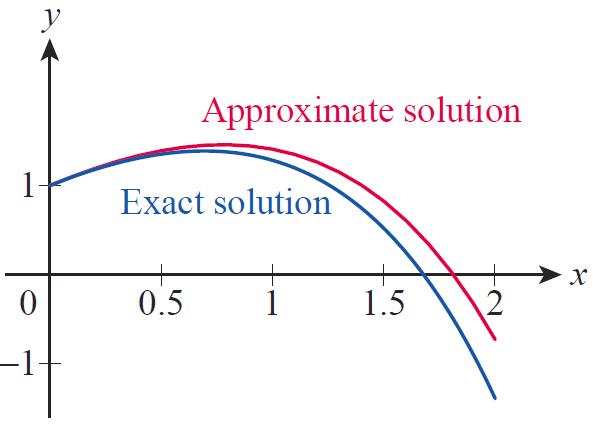 y
Approximate solution
1
Exact solution
x
0 0.5 1 1.5 2
−1